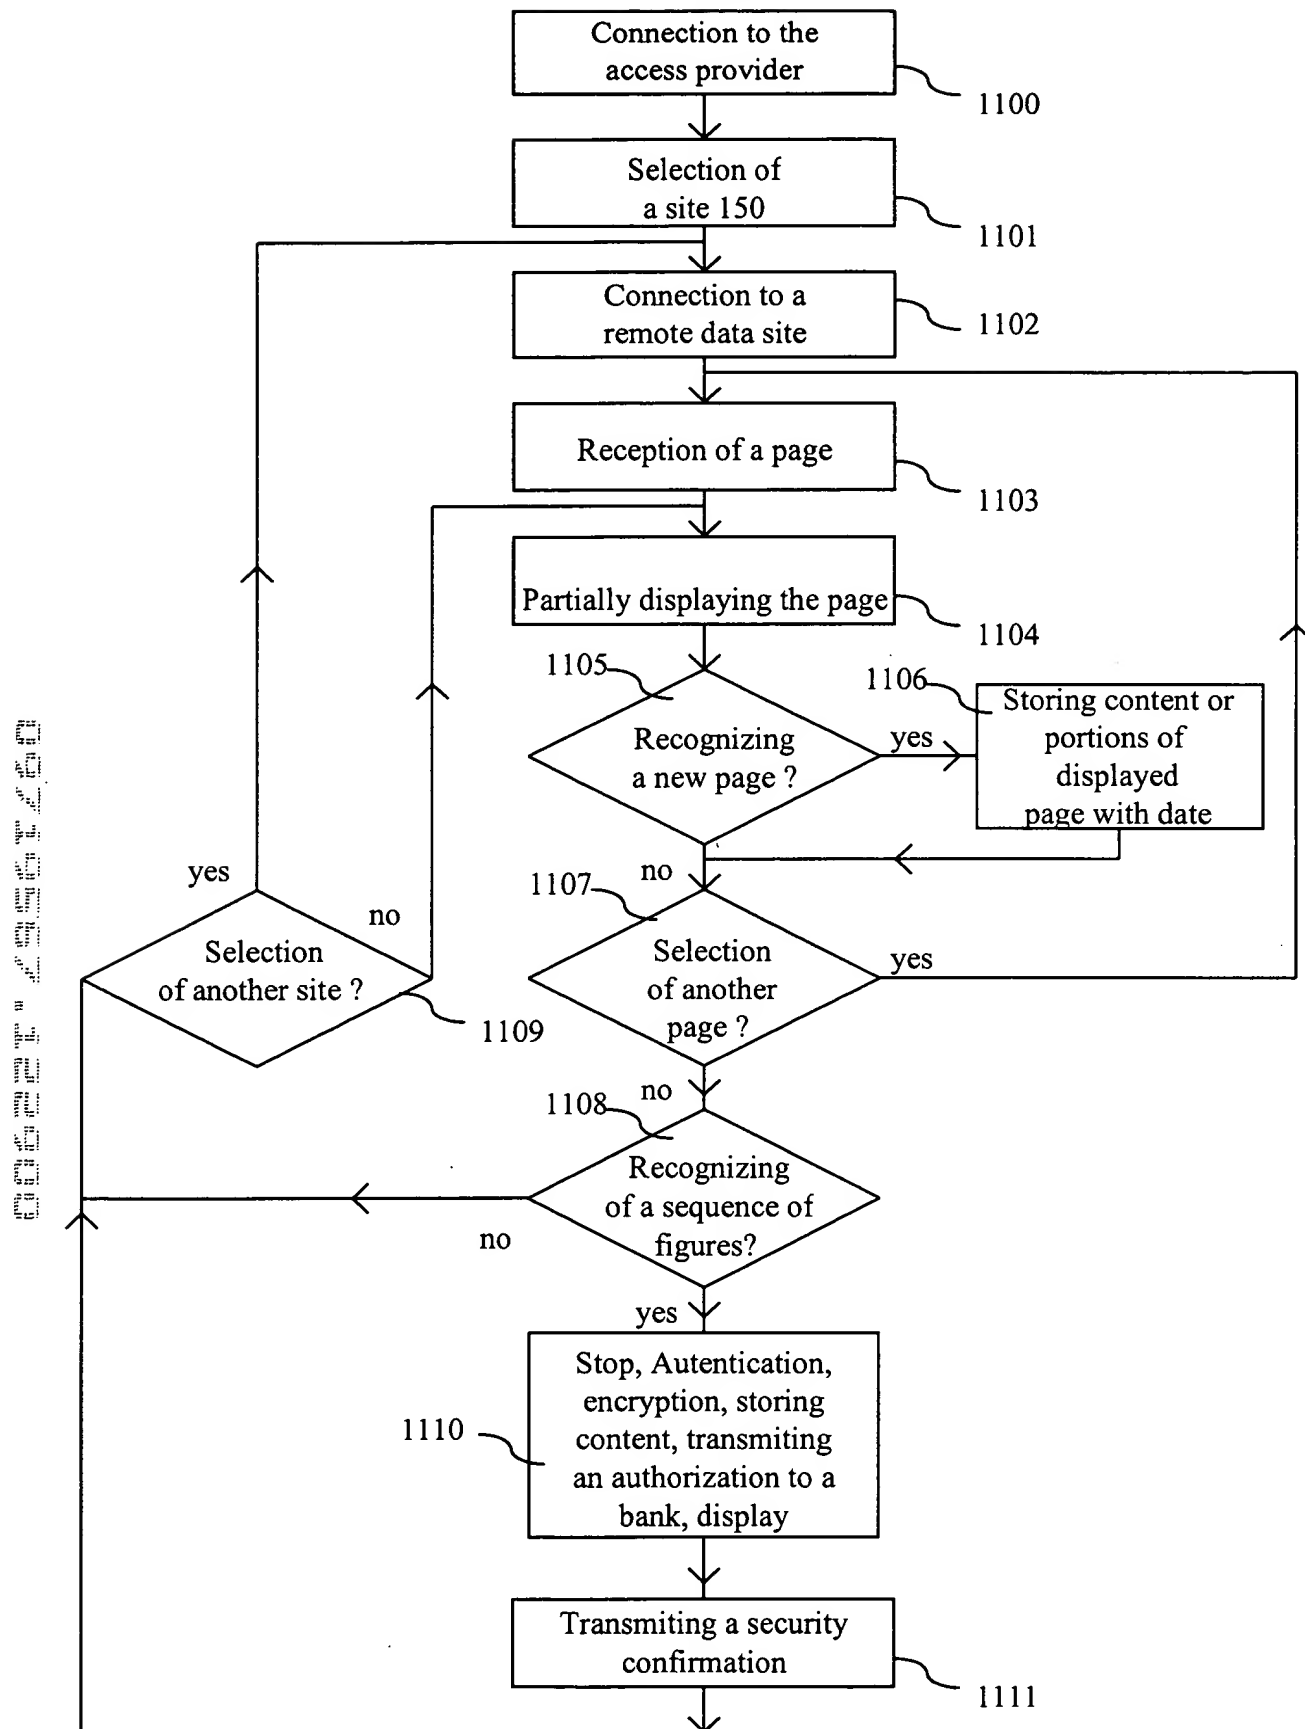 Connection to the
access provider
1100
Selection of
a site 150
1101
Connection to a
remote data site
1102
Reception of a page
1103
Partially displaying the page
1104
1105
Recognizing
a new page ?
yes
1106
Storing content or
portions of
displayed
page with date
no
1107
Selection
of another
page ?
yes
yes
no
Selection
of another site ?
1109
no
1108
Recognizing
of a sequence of
figures?
no
yes
Stop, Autentication,
encryption, storing
content, transmiting
an authorization to a
bank, display
1110
Transmiting a security
confirmation
1111